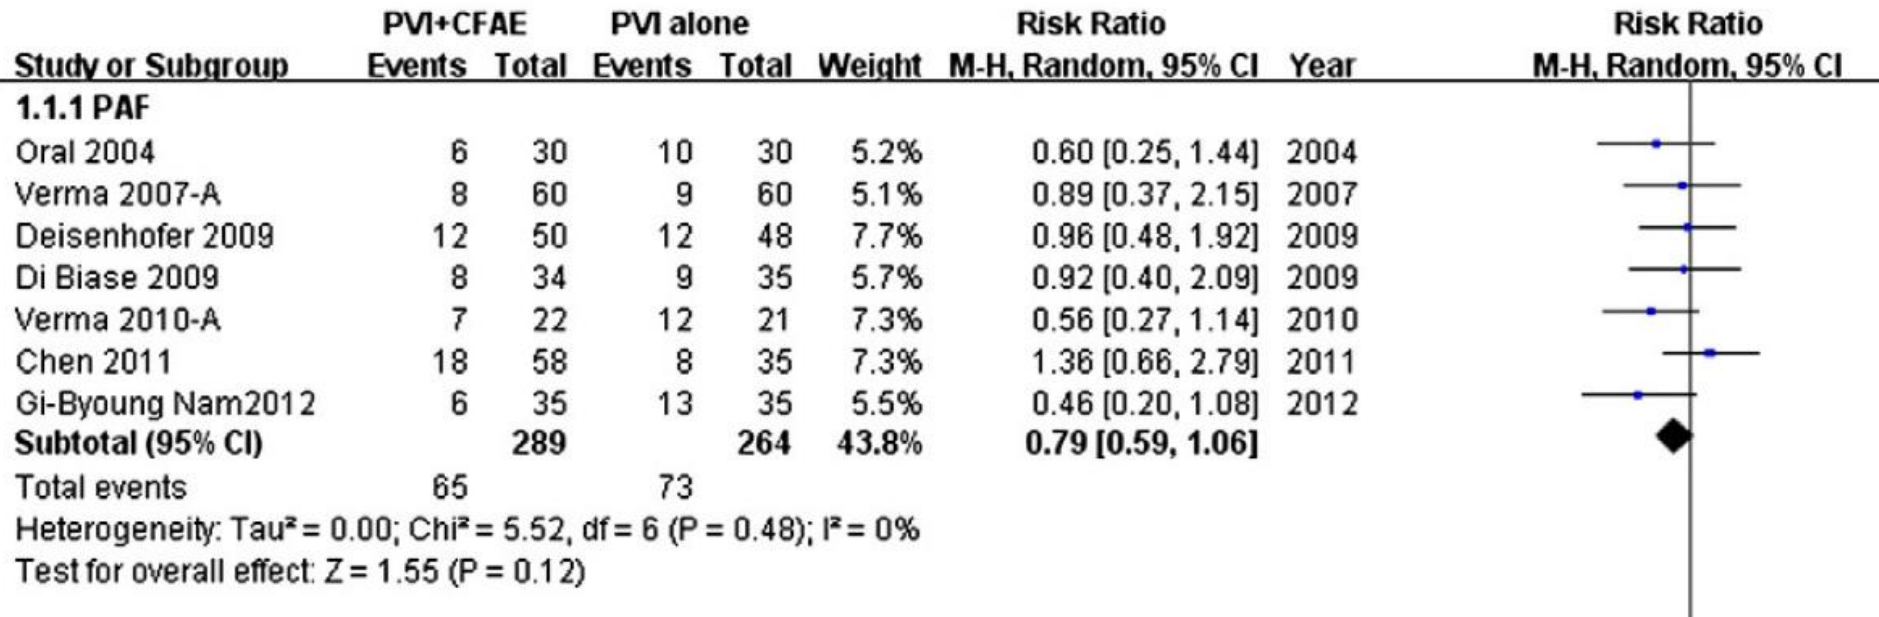 PVI+CFAE PVI alone Risk Ratio Risk Ratio
Study or Subgroup Events Total Events Total Weight M-H, Random, 95% CI Year M-H, Random, 95% CI
1.1.1 PAF
Oral 2004 6 30 10 30 5.2% 0.60 [0.25, 1.44] 2004
Verma 2007-A 8 60 9 60 5.1% 0.89 [0.37, 2.15] 2007
Deisenhofer 2009 12 50 12 48 7.7% 0.96 [0.48, 1.92] 2009
Di Biase 2009 8 34 9 35 5.7% 0.92 [0.40, 2.09] 2009
Verma 2010-A 7 22 12 21 7.3% 0.56 [0.27, 1.14] 2010
Chen 2011 18 58 8 35 7.3% 1.36 [0.66, 2.79] 2011
Gi-Byoung Nam2012 6 35 13 35 5.5% 0.46 [0.20, 1.08] 2012
Subtotal (95% CI) 289 264 43.8% 0.79 [0.59, 1.06]
Total events 65 73
Heterogeneity: Tau² = 0.00; Chi² = 5.52, df = 6 (P = 0.48); I² = 0%
Test for overall effect: Z = 1.55 (P = 0.12)